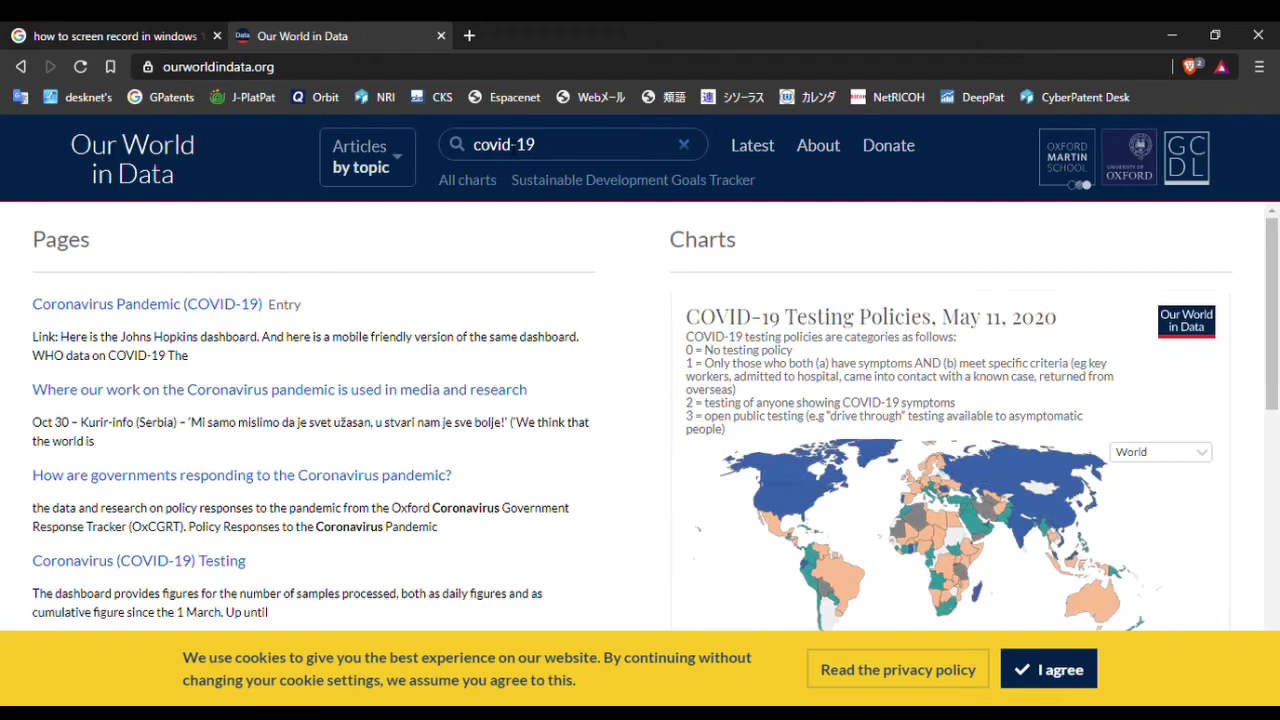 how to screen record in windows
Our World in Data
ourworldindata.org
2
desknet's
GPatents
J-PlatPat
Orbit
NRI
CKS
Espacenet
Webメール
類語
連 シソーラス
カレンダ
NetRICOH
DeepPat
CyberPatent Desk
Our World
in Data
Articles
by topic
covid-19
Latest
About
Donate
All charts
Sustainable Development Goals Tracker
OXFORD
MARTIN
SCHOOL
UNIVERSITY OF
OXFORD
GC
DL
Pages
Coronavirus Pandemic (COVID-19) Entry
Link: Here is the Johns Hopkins dashboard. And here is a mobile friendly version of the same dashboard.
WHO data on COVID-19 The
Where our work on the Coronavirus pandemic is used in media and research
Oct 30 – Kurir-info (Serbia) – 'Mi samo mislimo da je svet užasan, u stvari nam je sve bolje!' ('We think that
the world is
How are governments responding to the Coronavirus pandemic?
the data and research on policy responses to the pandemic from the Oxford Coronavirus Government
Response Tracker (OxCGRT). Policy Responses to the Coronavirus Pandemic
Coronavirus (COVID-19) Testing
The dashboard provides figures for the number of samples processed, both as daily figures and as
cumulative figure since the 1 March. Up until
Charts
COVID-19 Testing Policies, May 11, 2020
Our World
in Data
COVID-19 testing policies are categories as follows:
0 = No testing policy
1 = Only those who both (a) have symptoms AND (b) meet specific criteria (eg key
workers, admitted to hospital, came into contact with a known case, returned from
overseas)
2 = testing of anyone showing COVID-19 symptoms
3 = open public testing (e.g "drive through" testing available to asymptomatic
people)
World
We use cookies to give you the best experience on our website. By continuing without
changing your cookie settings, we assume you agree to this.
Read the privacy policy
I agree